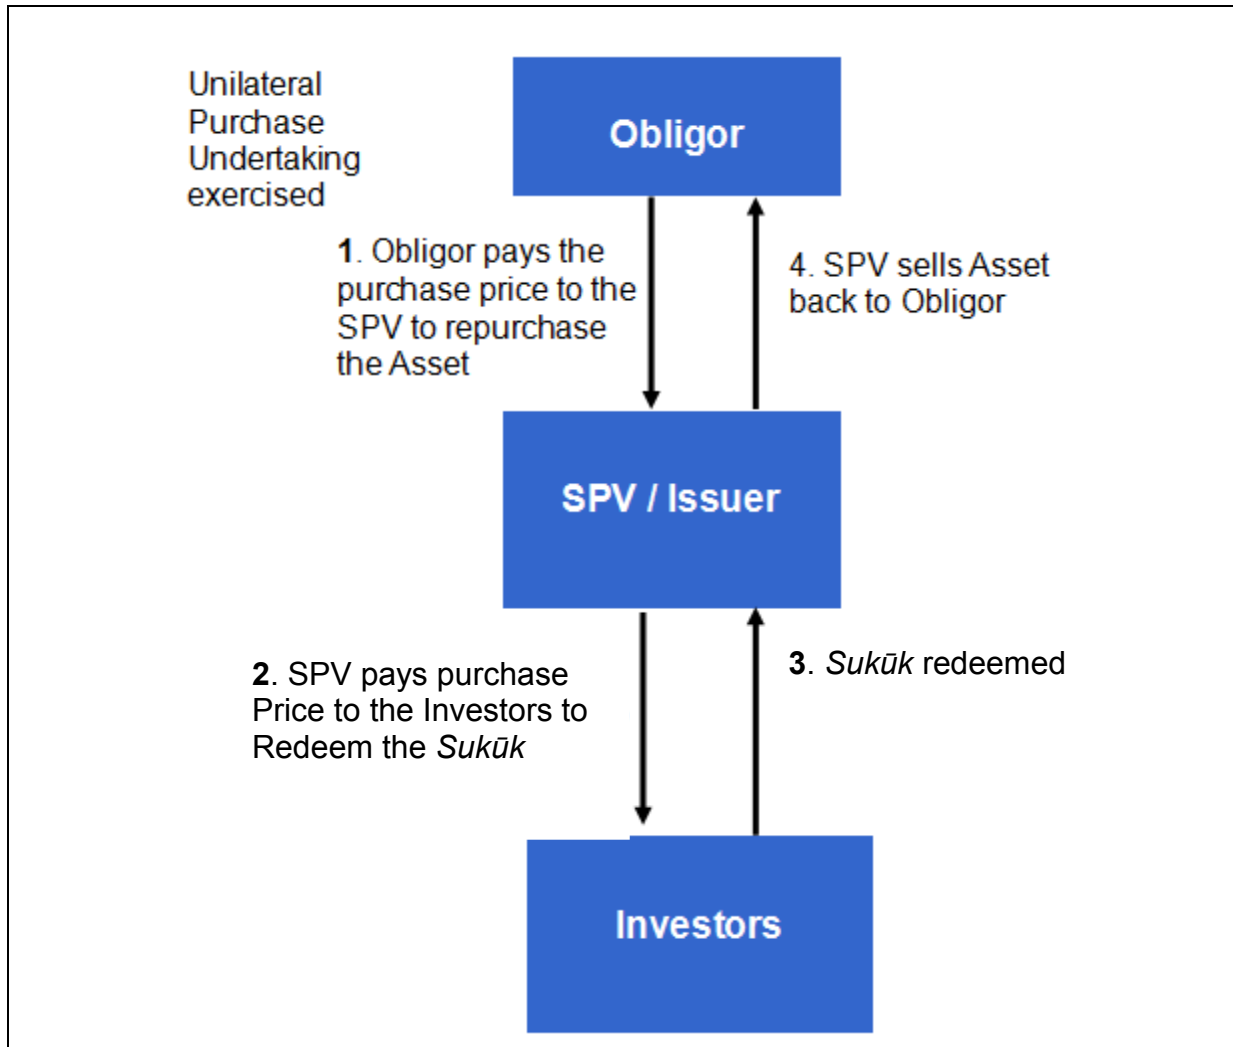 Unilateral
Purchase
Undertaking
exercised
Obligor
1. Obligor pays the
purchase price to the
SPV to repurchase
the Asset
4. SPV sells Asset
back to Obligor
SPV / Issuer
2. SPV pays purchase
Price to the Investors to
Redeem the Sukūk
3. Sukūk redeemed
Investors